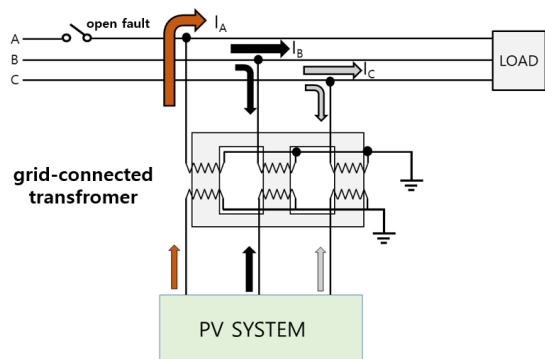 open fault
I_A
A
B
I_B
C
I_C
LOAD
grid-connected
transfromer
PV SYSTEM